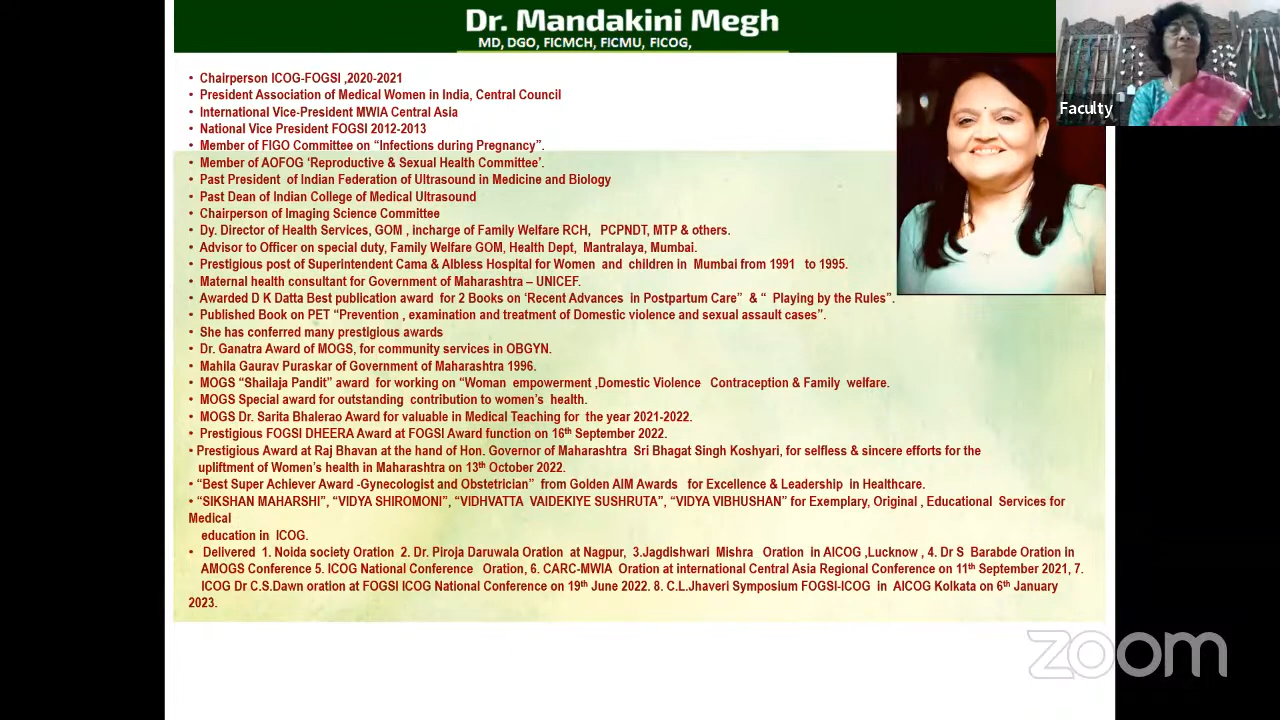 Dr. Mandakini Megh
MD, DGO, FICMCH, FICMU, FICOG,
Faculty
• Chairperson ICOG-FOGSI ,2020-2021
• President Association of Medical Women in India, Central Council
• International Vice-President MWIA Central Asia
• National Vice President FOGSI 2012-2013
• Member of FIGO Committee on “Infections during Pregnancy”.
• Member of AOFOG ‘Reproductive & Sexual Health Committee’.
• Past President of Indian Federation of Ultrasound in Medicine and Biology
• Past Dean of Indian College of Medical Ultrasound
• Chairperson of Imaging Science Committee
• Dy. Director of Health Services, GOM , incharge of Family Welfare RCH, PCPNDT, MTP & others.
• Advisor to Officer on special duty, Family Welfare GOM, Health Dept, Mantralaya, Mumbai.
• Prestigious post of Superintendent Cama & Albless Hospital for Women and children in Mumbai from 1991 to 1995.
• Maternal health consultant for Government of Maharashtra – UNICEF.
• Awarded D K Datta Best publication award for 2 Books on ‘Recent Advances in Postpartum Care” & “ Playing by the Rules”.
• Published Book on PET “Prevention , examination and treatment of Domestic violence and sexual assault cases”.
• She has conferred many prestigious awards
• Dr. Ganatra Award of MOGS, for community services in OBGYN.
• Mahila Gaurav Puraskar of Government of Maharashtra 1996.
• MOGS “Shailaja Pandit” award for working on “Woman empowerment ,Domestic Violence Contraception & Family welfare.
• MOGS Special award for outstanding contribution to women’s health.
• MOGS Dr. Sarita Bhalerao Award for valuable in Medical Teaching for the year 2021-2022.
• Prestigious FOGSI DHEERA Award at FOGSI Award function on 16th September 2022.
• Prestigious Award at Raj Bhavan at the hand of Hon. Governor of Maharashtra Sri Bhagat Singh Koshyari, for selfless & sincere efforts for the
upliftment of Women’s health in Maharashtra on 13th October 2022.
• “Best Super Achiever Award -Gynecologist and Obstetrician” from Golden AIM Awards for Excellence & Leadership in Healthcare.
• “SIKSHAN MAHARSHI”, “VIDYA SHIROMONI”, “VIDHVATTA VAIDEKIYE SUSHRUTA”, “VIDYA VIBHUSHAN” for Exemplary, Original , Educational Services for
Medical
education in ICOG.
• Delivered 1. Noida society Oration 2. Dr. Piroja Daruwala Oration at Nagpur, 3.Jagdishwari Mishra Oration in AICOG ,Lucknow , 4. Dr S Barabde Oration in
AMOGS Conference 5. ICOG National Conference Oration, 6. CARC-MWIA Oration at international Central Asia Regional Conference on 11th September 2021, 7.
ICOG Dr C.S.Dawn oration at FOGSI ICOG National Conference on 19th June 2022. 8. C.L.Jhaveri Symposium FOGSI-ICOG in AICOG Kolkata on 6th January
2023.
zoom